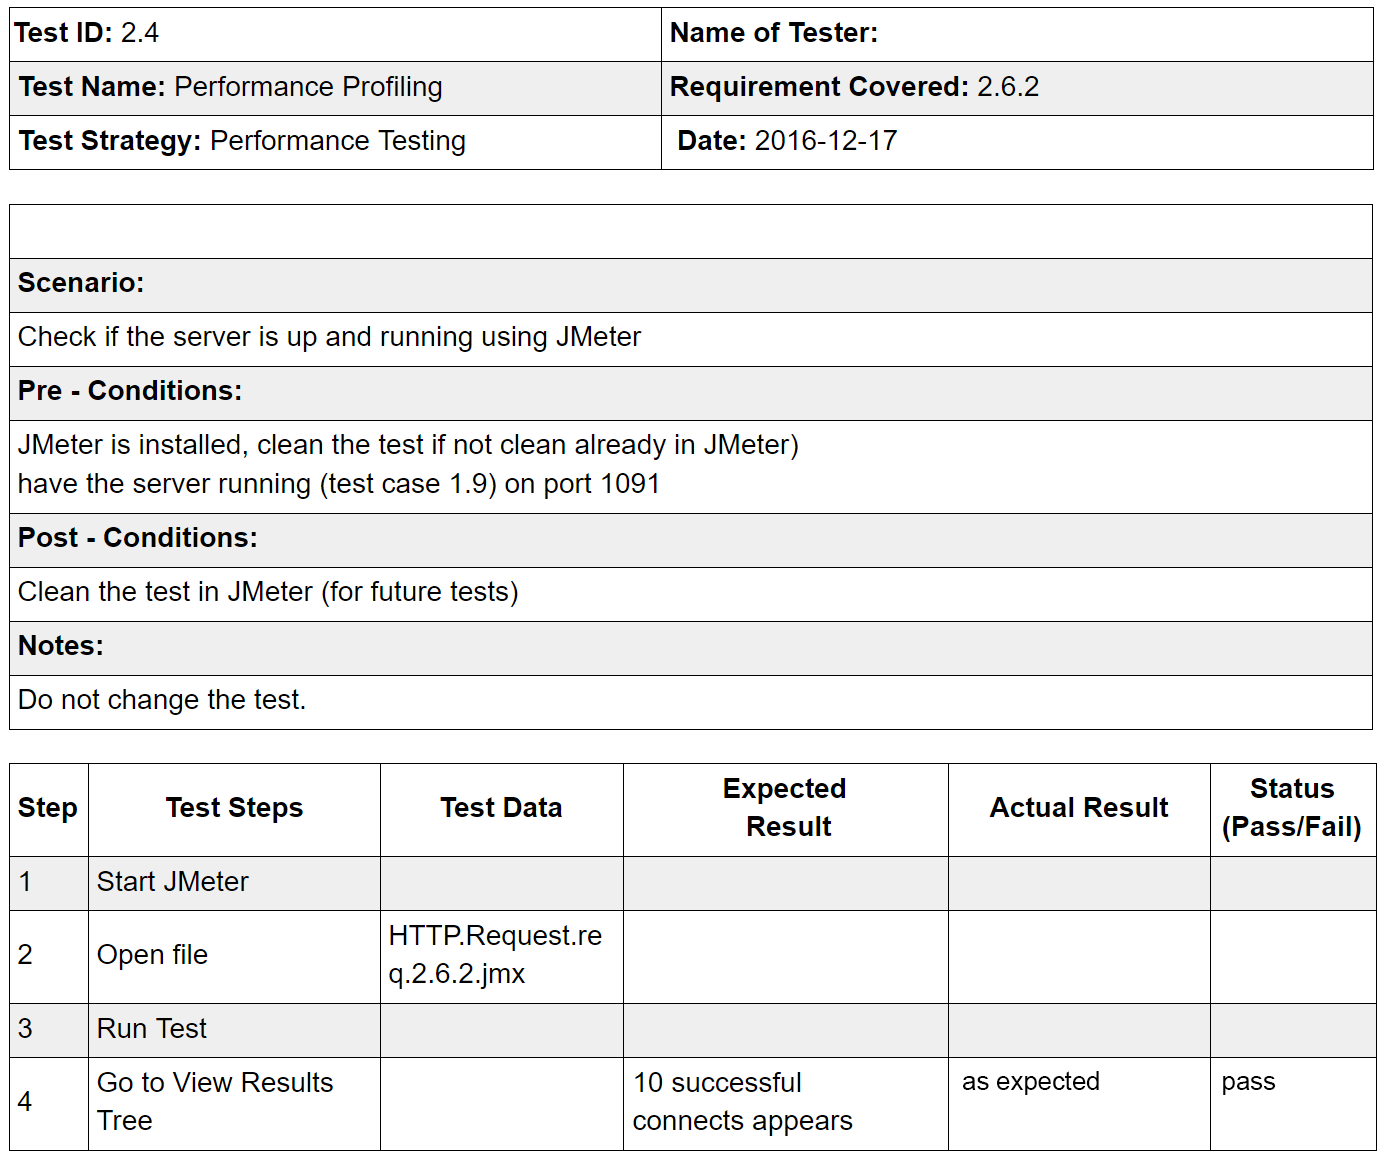 Test ID: 2.4
Name of Tester:
Test Name: Performance Profiling
Requirement Covered: 2.6.2
Test Strategy: Performance Testing
Date: 2016-12-17
Scenario:
Check if the server is up and running using JMeter
Pre - Conditions:
JMeter is installed, clean the test if not clean already in JMeter)
have the server running (test case 1.9) on port 1091
Post - Conditions:
Clean the test in JMeter (for future tests)
Notes:
Do not change the test.
Step
Test Steps
Test Data
Expected
Result
Actual Result
Status
(Pass/Fail)
1
Start JMeter
2
Open file
HTTP.Request.re
q.2.6.2.jmx
3
Run Test
4
Go to View Results
Tree
10 successful
connects appears
as expected
pass